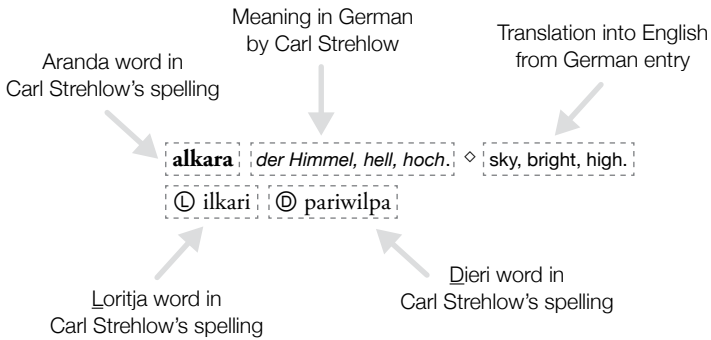 Meaning in German
by Carl Strehlow
Translation into English
from German entry
Aranda word in
Carl Strehlow's spelling
alkara der Himmel, hell, hoch. ◇ sky, bright, high.
Ⓛ ilkari Ⓓ pariwilpa
Loritja word in
Carl Strehlow's spelling
Dieri word in
Carl Strehlow's spelling